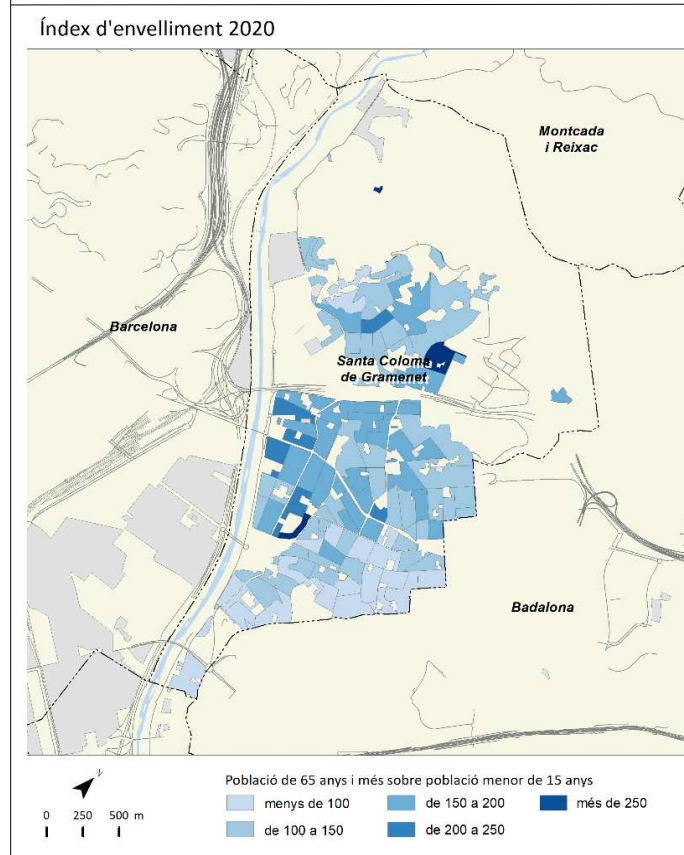 Índex d'envelliment 2020
Montcada
i Reixac
Barcelona
Santa Coloma
de Gramenet
Badalona
N
0 250 500 m
Població de 65 anys i més sobre població menor de 15 anys
menys de 100
de 150 a 200
més de 250
de 100 a 150
de 200 a 250